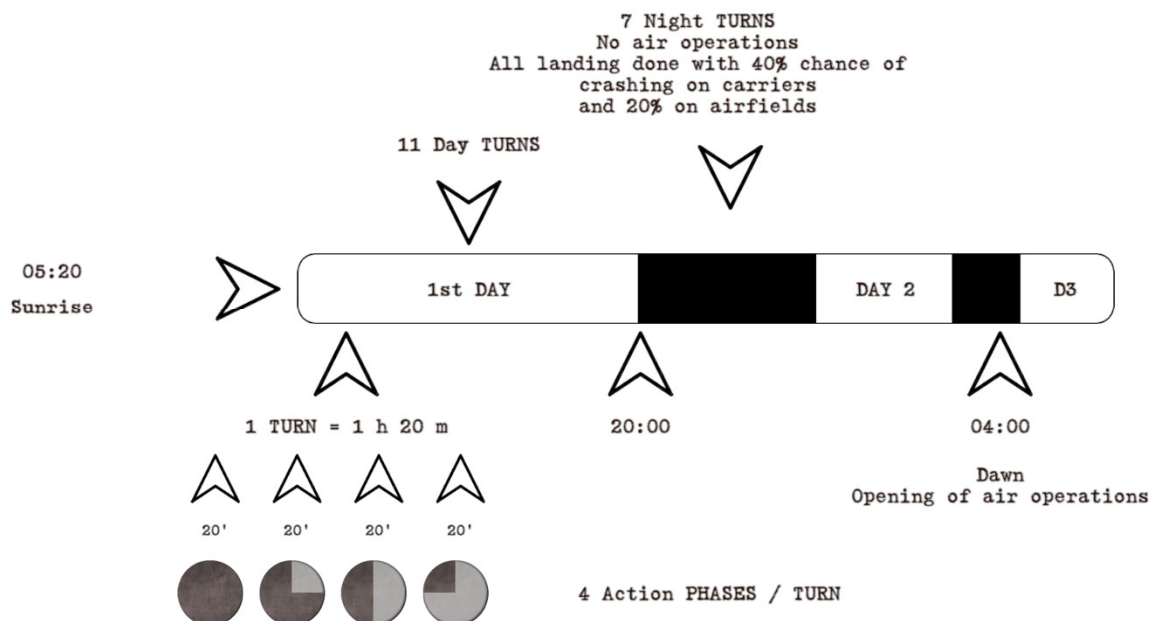 7 Night TURNS
No air operations
All landing done with 40% chance of
crashing on carriers
and 20% on airfields
11 Day TURNS
05:20
Sunrise
1st DAY
DAY 2
D3
1 TURN = 1 h 20 m
20:00
04:00
Dawn
Opening of air operations
20'
20'
20'
20'
4 Action PHASES / TURN